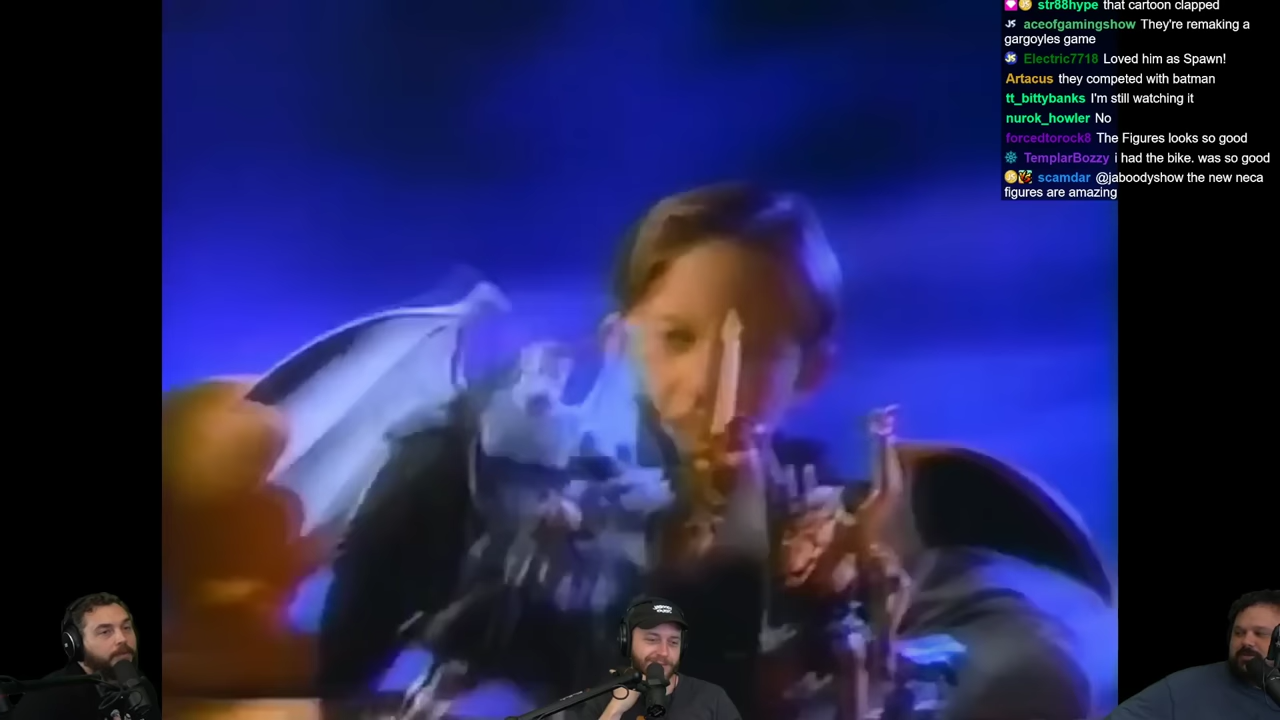 str88hype that cartoon clapped
aceofgamingshow They're remaking a
gargoyles game
Electric7718 Loved him as Spawn!
Artacus they competed with batman
tt_bittybanks I'm still watching it
nurok_howler No
forcedtorock8 The Figures looks so good
TemplarBozzy i had the bike. was so good
scamdar @jaboodyshow the new neca
figures are amazing